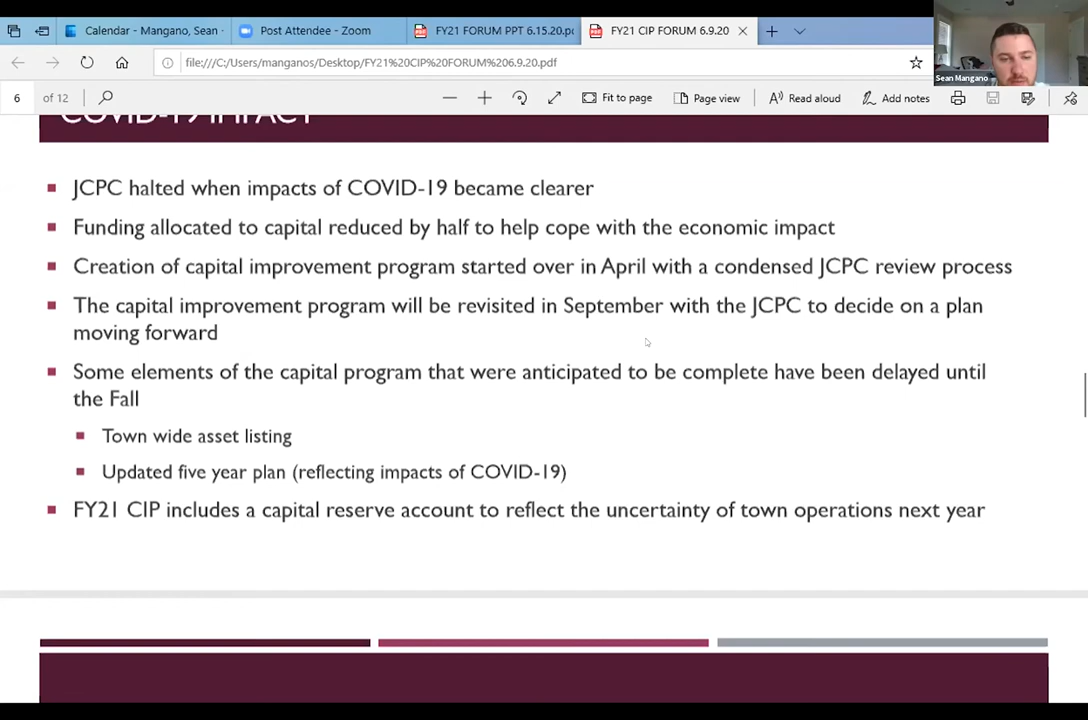 Calendar - Mangano, Sean
Post Attendee - Zoom
FY21 FORUM PPT 6.15.20.p
FY21 CIP FORUM 6.9.20
file:///C:/Users/manganos/Desktop/FY21%20CIP%20FORUM%206.9.20.pdf
Sean Mangano
6 of 12
Fit to page
Page view
Read aloud
Add notes
COVID-19 IMPACT
JCPC halted when impacts of COVID-19 became clearer
Funding allocated to capital reduced by half to help cope with the economic impact
Creation of capital improvement program started over in April with a condensed JCPC review process
The capital improvement program will be revisited in September with the JCPC to decide on a plan
moving forward
Some elements of the capital program that were anticipated to be complete have been delayed until
the Fall
Town wide asset listing
Updated five year plan (reflecting impacts of COVID-19)
FY21 CIP includes a capital reserve account to reflect the uncertainty of town operations next year